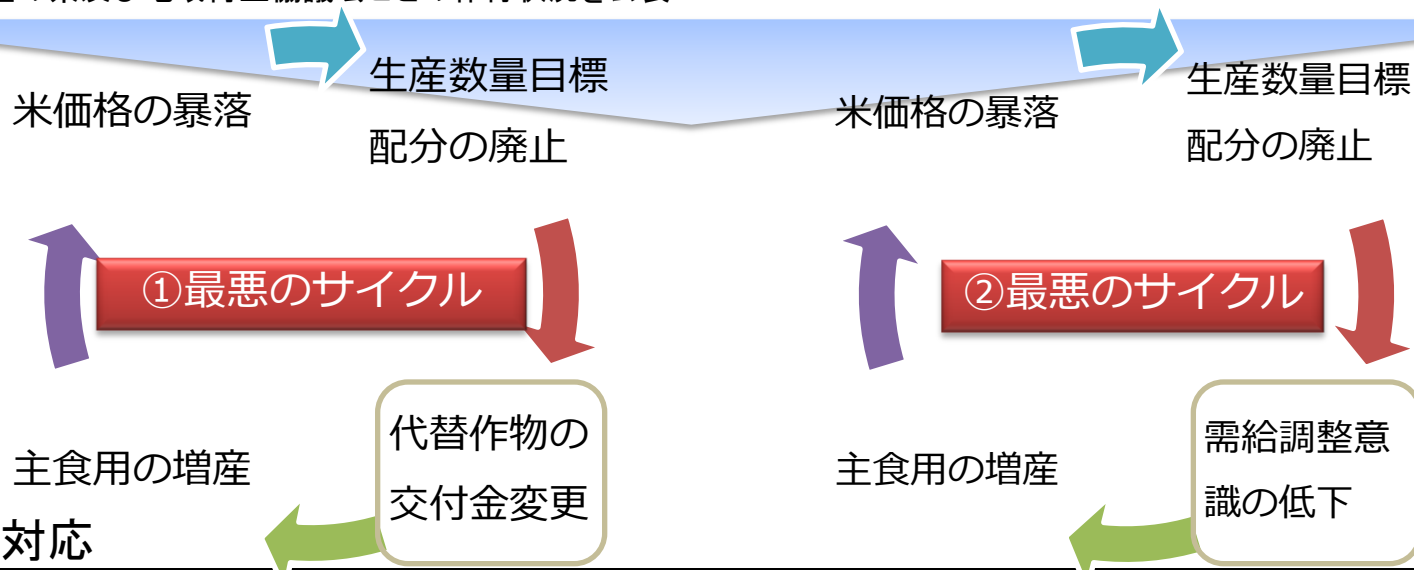 米価格の暴落
生産数量目標
配分の廃止
①最悪のサイクル
代替作物の
交付金変更
主食用の増産
米価格の暴落
生産数量目標
配分の廃止
②最悪のサイクル
需給調整意
識の低下
主食用の増産
対応